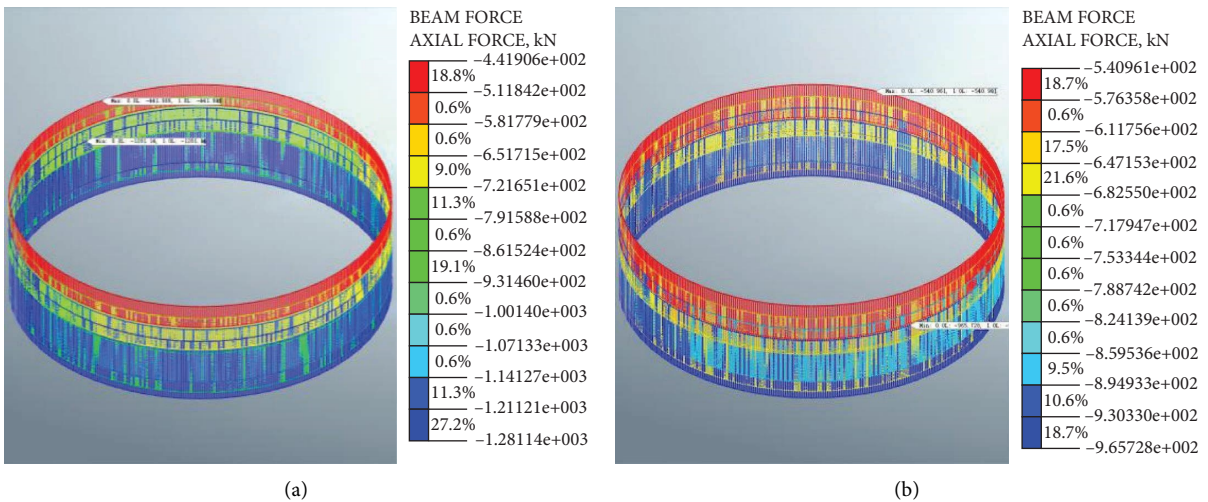 BEAM FORCE
AXIAL FORCE, kN
−4.41906e+002
18.8%
−5.11842e+002
0.6%
−5.81779e+002
0.6%
−6.51715e+002
9.0%
−7.21651e+002
11.3%
−7.91588e+002
0.6%
−8.61524e+002
19.1%
−9.31460e+002
0.6%
−1.00140e+003
0.6%
−1.07133e+003
0.6%
−1.14127e+003
11.3%
−1.21121e+003
27.2%
−1.28114e+003
(a)
BEAM FORCE
AXIAL FORCE, kN
−5.40961e+002
18.7%
−5.76358e+002
0.6%
−6.11756e+002
17.5%
−6.47153e+002
21.6%
−6.82550e+002
0.6%
−7.17947e+002
0.6%
−7.53344e+002
0.6%
−7.88742e+002
0.6%
−8.24139e+002
0.6%
−8.59536e+002
9.5%
−8.94933e+002
10.6%
−9.30330e+002
18.7%
−9.65728e+002
(b)